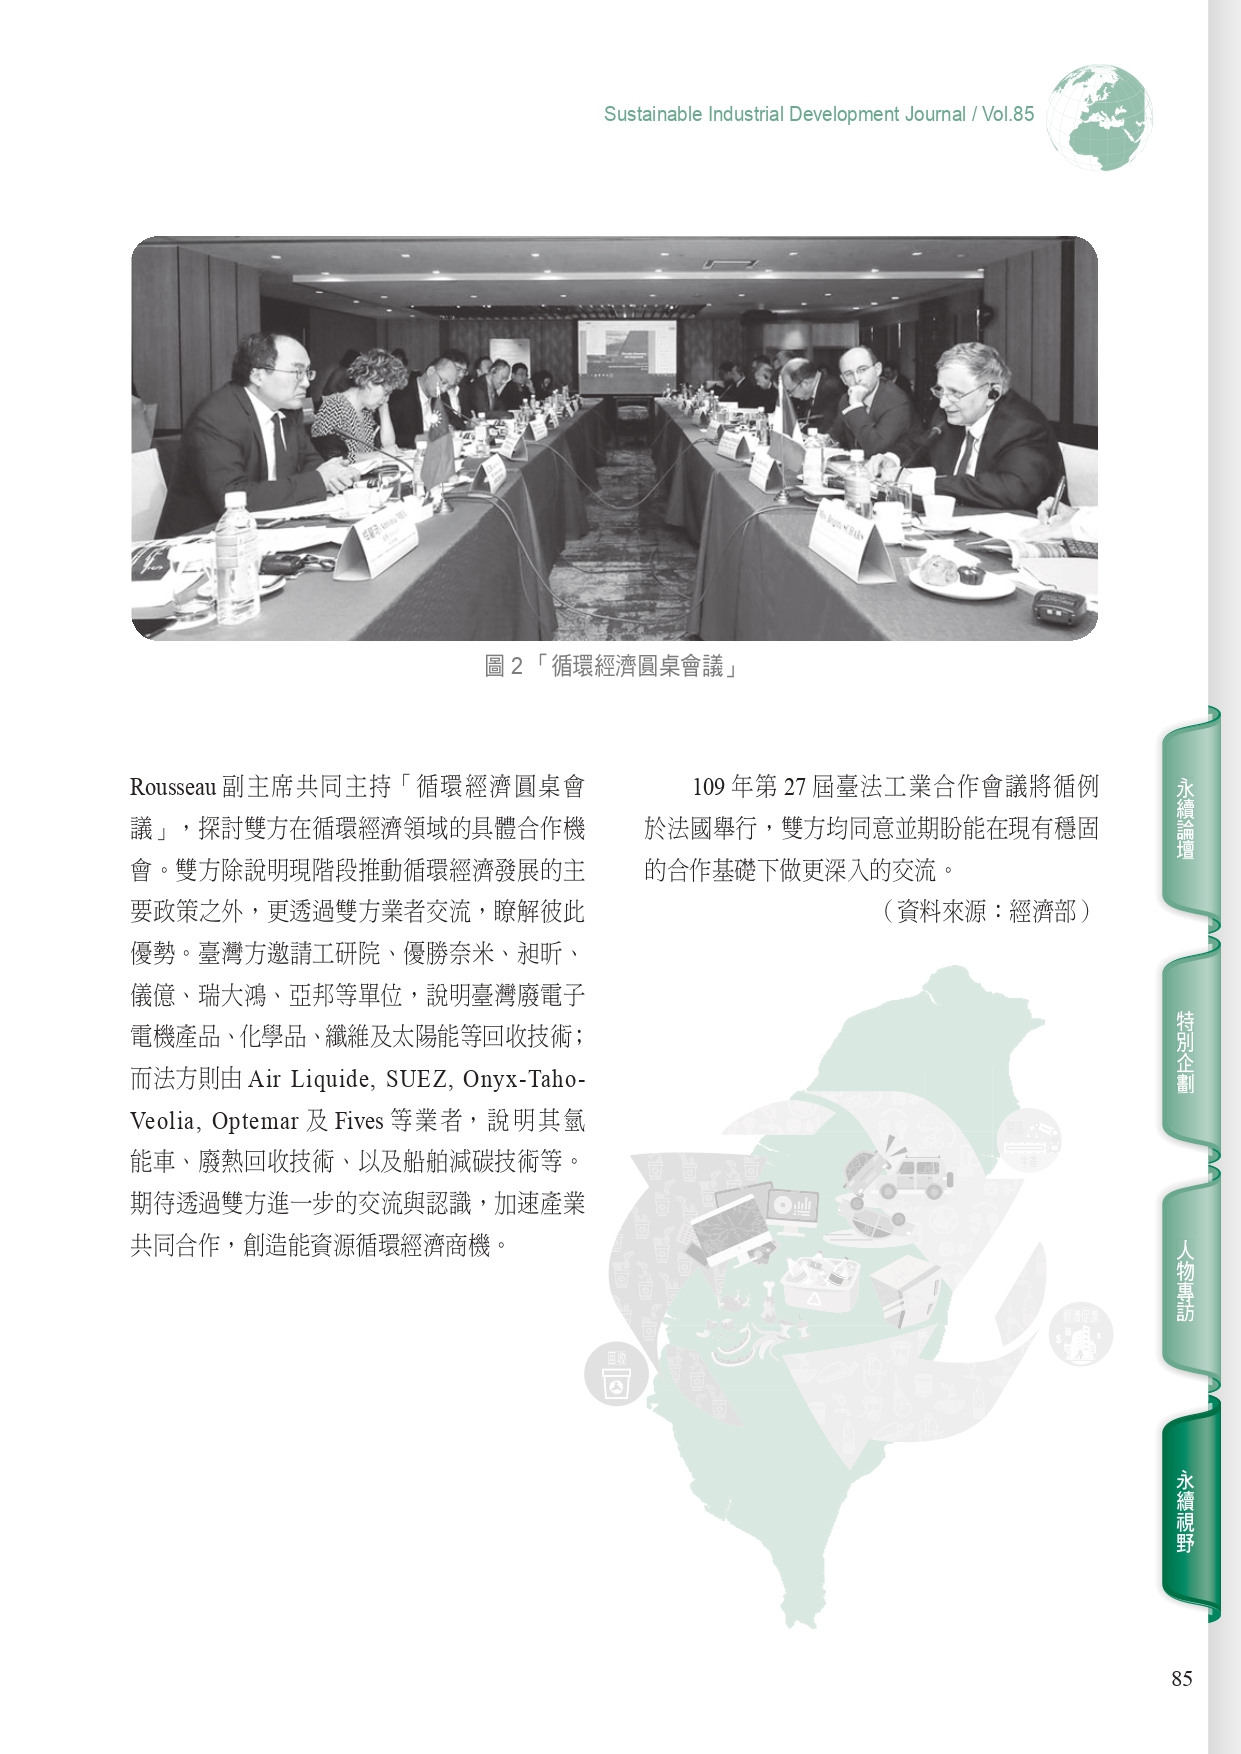 Sustainable Industrial Development Journal / Vol.85
圖 2 「循環經濟圓桌會議」
Rousseau 副主席共同主持「循環經濟圓桌會
議」，探討雙方在循環經濟領域的具體合作機
會。雙方除說明現階段推動循環經濟發展的主
要政策之外，更透過雙方業者交流，瞭解彼此
優勢。臺灣方邀請工研院、優勝奈米、昶昕、
儀億、瑞大鴻、亞邦等單位，說明臺灣廢電子
電機產品、化學品、纖維及太陽能等回收技術；
而法方則由 Air Liquide, SUEZ, Onyx-Taho-
Veolia, Optemar 及 Fives 等業者，說明其氫
能車、廢熱回收技術、以及船舶減碳技術等。
期待透過雙方進一步的交流與認識，加速產業
共同合作，創造能資源循環經濟商機。
109 年第 27 屆臺法工業合作會議將循例
於法國舉行，雙方均同意並期盼能在現有穩固
的合作基礎下做更深入的交流。
（資料來源：經濟部）
回收
永續論壇
特別企劃
人物專訪
永續視野
85